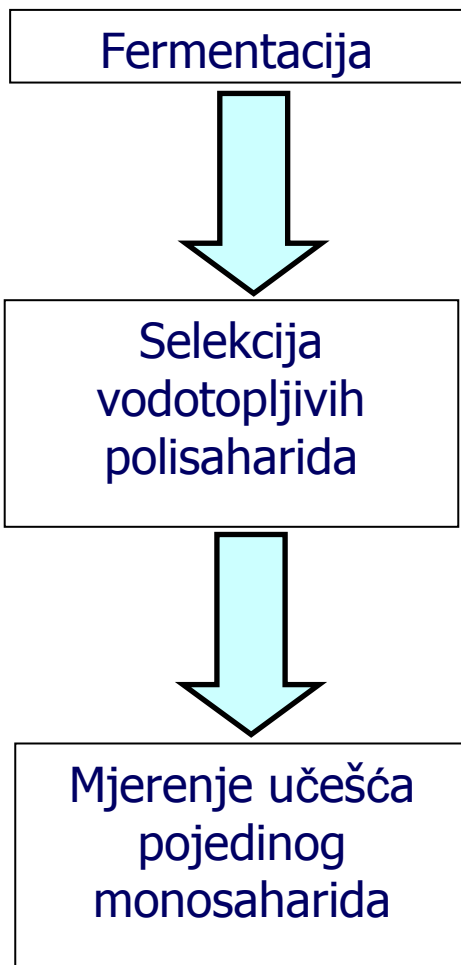 Fermentacija
Selekcija
vodotopljivih
polisaharida
Mjerenje učešća
pojedinog
monosaharida